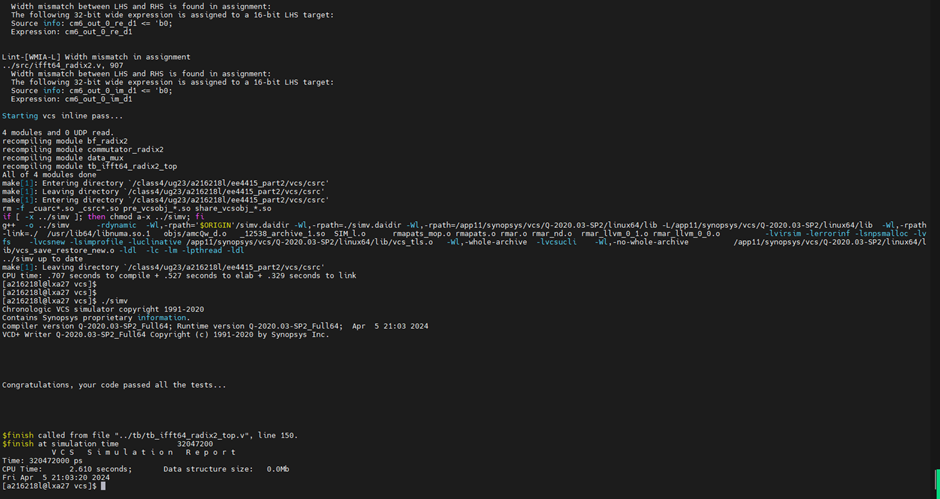 Width mismatch between LHS and RHS is found in assignment:
The following 32-bit wide expression is assigned to a 16-bit LHS target:
Source info: cm6_out_0_re_d1 <= 'b0;
Expression: cm6_out_0_re_d1
Lint-[WMIA-L] Width mismatch in assignment
../src/ifft64_radix2.v, 907
Width mismatch between LHS and RHS is found in assignment:
The following 32-bit wide expression is assigned to a 16-bit LHS target:
Source info: cm6_out_0_im_d1 <= 'b0;
Expression: cm6_out_0_im_d1
Starting vcs inline pass...
4 modules and 0 UDP read.
recompiling module bf_radix2
recompiling module commutator_radix2
recompiling module data_mux
recompiling module tb_ifft64_radix2_top
All of 4 modules done
make[1]: Entering directory `/class4/ug23/a216218l/ee4415_part2/vcs/csrc'
make[1]: Leaving directory `/class4/ug23/a216218l/ee4415_part2/vcs/csrc'
make[1]: Entering directory `/class4/ug23/a216218l/ee4415_part2/vcs/csrc'
rm -f _cuarc*.so _csrc*.so pre_vcsobj_*.so share_vcsobj_*.so
if [ -x ../simv ]; then chmod a-x ../simv; fi
g++  -o ../simv      -rdynamic  -Wl,-rpath='$ORIGIN'/simv.daidir -Wl,-rpath=./simv.daidir -Wl,-rpath=/app11/synopsys/vcs/Q-2020.03-SP2/linux64/lib -L/app11/synopsys/vcs/Q-2020.03-SP2/linux64/lib  -Wl,-rpath
-link=./  /usr/lib64/libnuma.so.1   objs/amcQw_d.o   _12538_archive_1.so  SIM_l.o      rmapats_mop.o rmapats.o rmar.o rmar_nd.o  rmar_llvm_0_1.o rmar_llvm_0_0.o          -lvirsim -lerrorinf -lsnpsmalloc -lv
fs    -lvcsnew -lsimprofile -luclinative /app11/synopsys/vcs/Q-2020.03-SP2/linux64/lib/vcs_tls.o   -Wl,-whole-archive  -lvcsucli    -Wl,-no-whole-archive          /app11/synopsys/vcs/Q-2020.03-SP2/linux64/l
ib/vcs_save_restore_new.o -ldl  -lc -lm -lpthread -ldl
../simv up to date
make[1]: Leaving directory `/class4/ug23/a216218l/ee4415_part2/vcs/csrc'
CPU time: .707 seconds to compile + .527 seconds to elab + .329 seconds to link
[a216218l@lxa27 vcs]$
[a216218l@lxa27 vcs]$
[a216218l@lxa27 vcs]$ ./simv
Chronologic VCS simulator copyright 1991-2020
Contains Synopsys proprietary information.
Compiler version Q-2020.03-SP2_Full64; Runtime version Q-2020.03-SP2_Full64;  Apr  5 21:03 2024
VCD+ Writer Q-2020.03-SP2_Full64 Copyright (c) 1991-2020 by Synopsys Inc.
Congratulations, your code passed all the tests...
$finish called from file "../tb/tb_ifft64_radix2_top.v", line 150.
$finish at simulation time             32047200
V C S   S i m u l a t i o n   R e p o r t
Time: 320472000 ps
CPU Time:      2.610 seconds;       Data structure size:   0.0Mb
Fri Apr  5 21:03:20 2024
[a216218l@lxa27 vcs]$